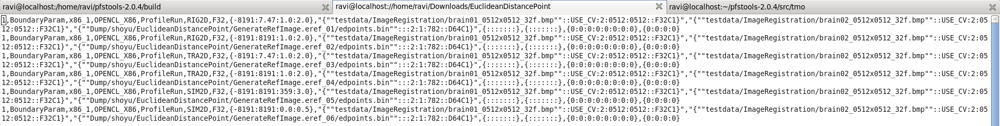 ravi@localhost:/home/ravi/pfstools-2.0.4/build
ravi@localhost:/home/ravi/Downloads/EuclideanDistancePoint
ravi@localhost:~/pfstools-2.0.4/src/tmo
1,BoundaryParam,x86_1,OPENCL_X86,ProfileRun,RIG2D,F32,{-8191:7.47:1.0:2.0},"{""testdata/ImageRegistration/brain01_0512x0512_32f.bmp""::USE_CV:2:0512:0512::F32C1}","{""testdata/ImageRegistration/brain02_0512x0512_32f.bmp""::USE_CV:2:05
12:0512::F32C1}","{""Dump/shoyu/EuclideanDistancePoint/GenerateRefImage.eref_01/edpoints.bin"":::2:1:782::D64C1}",{:::::::},{:::::::},{0:0:0:0:0:0:0:0},{0:0:0:0}
1,BoundaryParam,x86_1,OPENCL_X86,ProfileRun,RIG2D,F32,{-8191:8191:1.0:2.0},"{""testdata/ImageRegistration/brain01_0512x0512_32f.bmp""::USE_CV:2:0512:0512::F32C1}","{""testdata/ImageRegistration/brain02_0512x0512_32f.bmp""::USE_CV:2:05
12:0512::F32C1}","{""Dump/shoyu/EuclideanDistancePoint/GenerateRefImage.eref_02/edpoints.bin"":::2:1:782::D64C1}",{:::::::},{:::::::},{0:0:0:0:0:0:0:0},{0:0:0:0}
1,BoundaryParam,x86_1,OPENCL_X86,ProfileRun,TRA2D,F32,{-8191:7.47:1.0:2.0},"{""testdata/ImageRegistration/brain01_0512x0512_32f.bmp""::USE_CV:2:0512:0512::F32C1}","{""testdata/ImageRegistration/brain02_0512x0512_32f.bmp""::USE_CV:2:05
12:0512::F32C1}","{""Dump/shoyu/EuclideanDistancePoint/GenerateRefImage.eref_03/edpoints.bin"":::2:1:782::D64C1}",{:::::::},{:::::::},{0:0:0:0:0:0:0:0},{0:0:0:0}
1,BoundaryParam,x86_1,OPENCL_X86,ProfileRun,TRA2D,F32,{-8191:8191:1.0:2.0},"{""testdata/ImageRegistration/brain01_0512x0512_32f.bmp""::USE_CV:2:0512:0512::F32C1}","{""testdata/ImageRegistration/brain02_0512x0512_32f.bmp""::USE_CV:2:05
12:0512::F32C1}","{""Dump/shoyu/EuclideanDistancePoint/GenerateRefImage.eref_04/edpoints.bin"":::2:1:782::D64C1}",{:::::::},{:::::::},{0:0:0:0:0:0:0:0},{0:0:0:0}
1,BoundaryParam,x86_1,OPENCL_X86,ProfileRun,SIM2D,F32,{-8191:8191:359:3.0},"{""testdata/ImageRegistration/brain01_0512x0512_32f.bmp""::USE_CV:2:0512:0512::F32C1}","{""testdata/ImageRegistration/brain02_0512x0512_32f.bmp""::USE_CV:2:05
12:0512::F32C1}","{""Dump/shoyu/EuclideanDistancePoint/GenerateRefImage.eref_05/edpoints.bin"":::2:1:782::D64C1}",{:::::::},{:::::::},{0:0:0:0:0:0:0:0},{0:0:0:0}
1,BoundaryParam,x86_1,OPENCL_X86,ProfileRun,SIM2D,F32,{-8191:8191:0.0:0.5},"{""testdata/ImageRegistration/brain01_0512x0512_32f.bmp""::USE_CV:2:0512:0512::F32C1}","{""testdata/ImageRegistration/brain02_0512x0512_32f.bmp""::USE_CV:2:05
12:0512::F32C1}","{""Dump/shoyu/EuclideanDistancePoint/GenerateRefImage.eref_06/edpoints.bin"":::2:1:782::D64C1}",{:::::::},{:::::::},{0:0:0:0:0:0:0:0},{0:0:0:0}